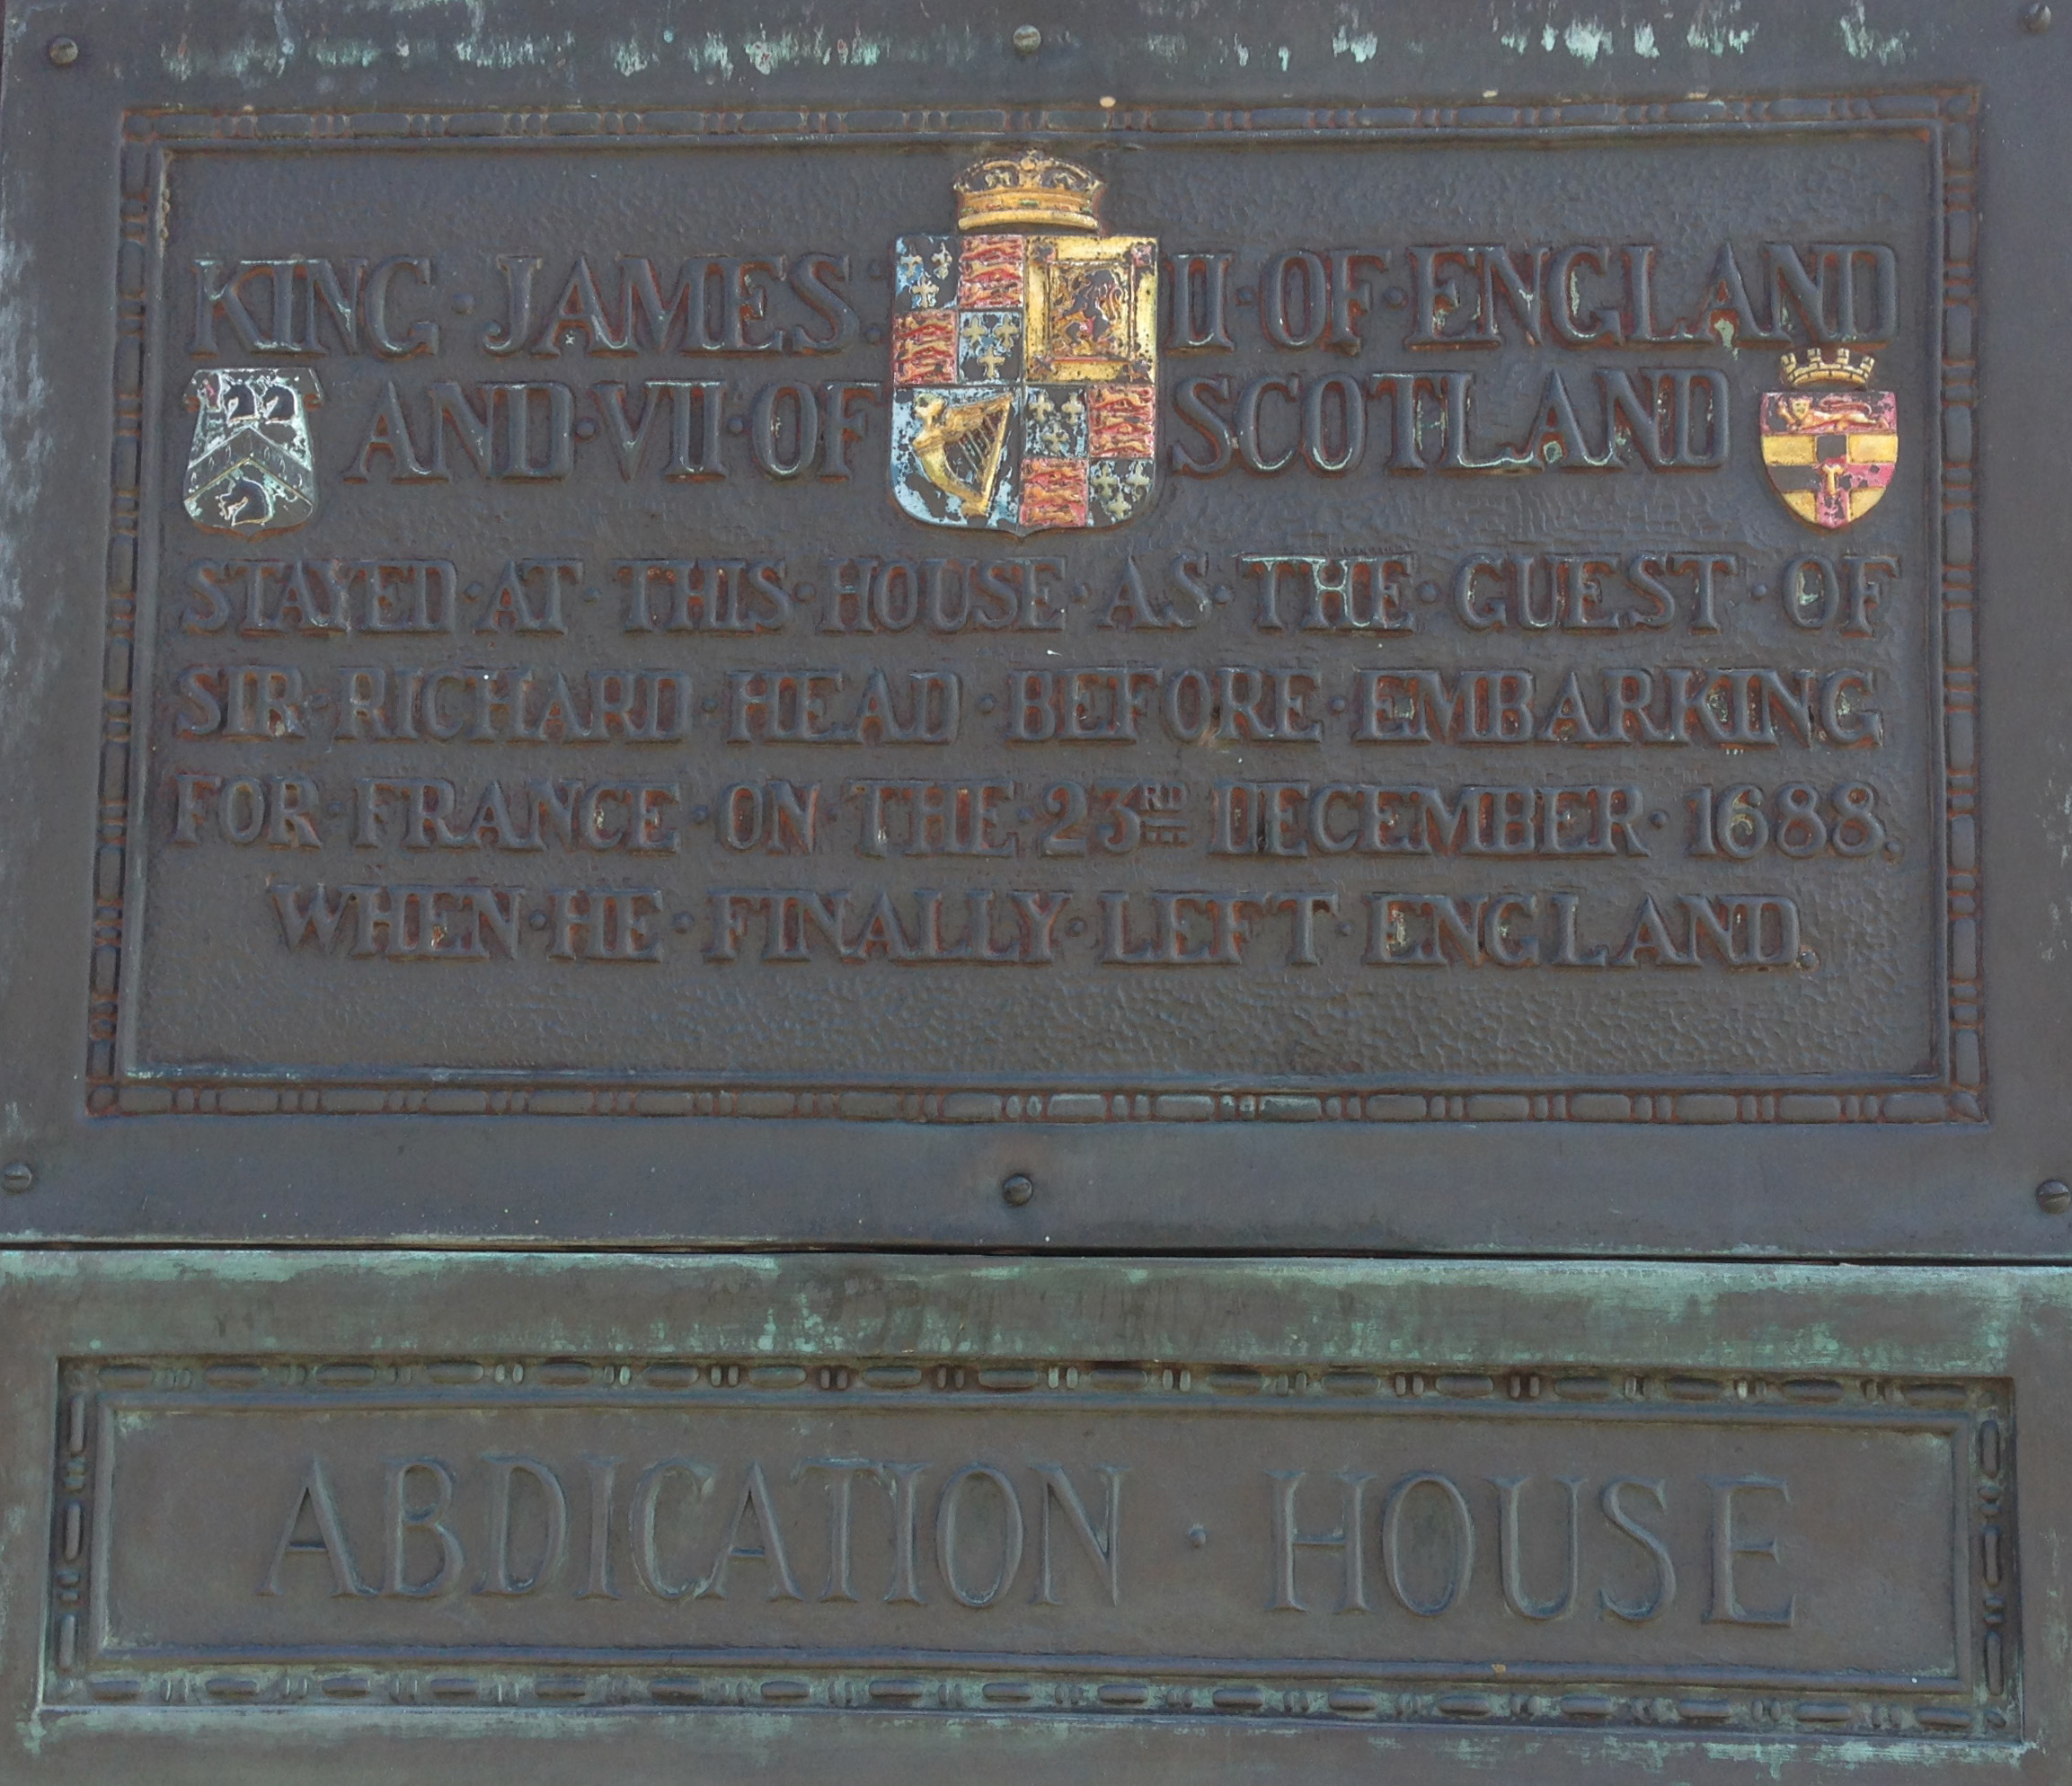 KING · JAMES : II · OF · ENGLAND
AND · VII · OF SCOTLAND
STAYED · AT · THIS · HOUSE · AS · THE · GUEST · OF
SIR · RICHARD · HEAD · BEFORE · EMBARKING
FOR · FRANCE · ON · THE · 23RD DECEMBER · 1688.
WHEN · HE · FINALLY · LEFT · ENGLAND.
ABDICATION · HOUSE